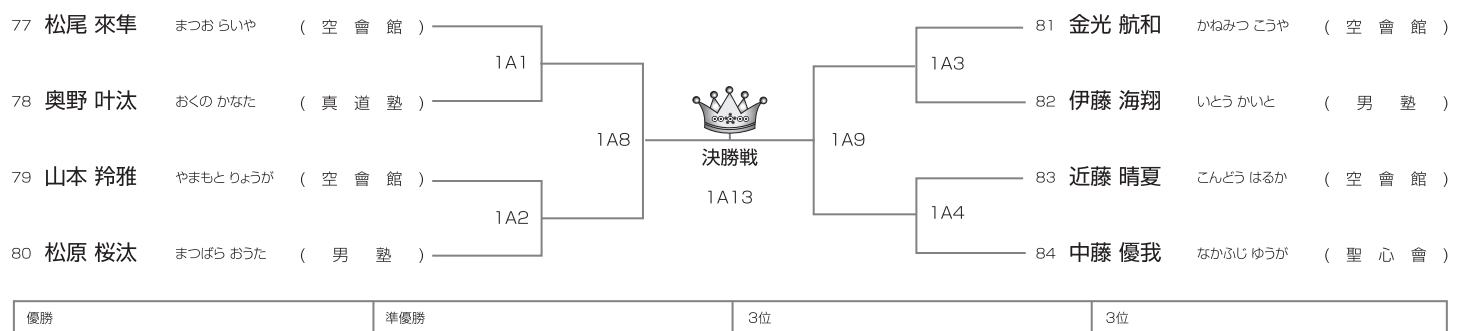 77 松尾 來隼 まつお らいや ( 空 會 館 )
1A1
78 奥野 叶汰 おくの かなた ( 真 道 塾 )
1A8
79 山本 羚雅 やまもと りょうが ( 空 會 館 )
1A2
80 松原 桜汰 まつばら おうた ( 男 塾 )
決勝戦
1A13
81 金光 航和 かねみつ こうや ( 空 會 館 )
1A3
82 伊藤 海翔 いとう かいと ( 男 塾 )
1A9
83 近藤 晴夏 こんどう はるか ( 空 會 館 )
1A4
84 中藤 優我 なかふじ ゆうが ( 聖 心 會 )
優勝
準優勝
3位
3位